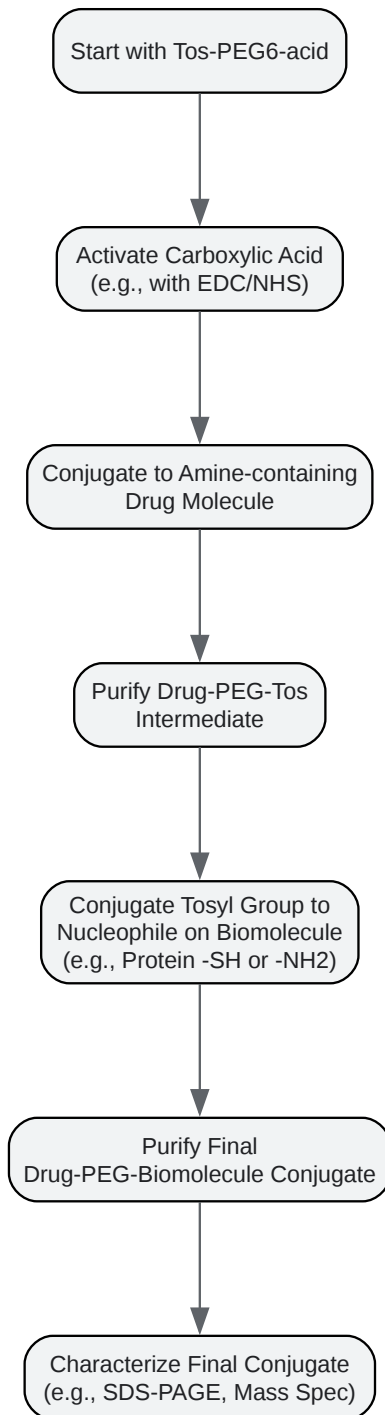 Start with Tos-PEG6-acid
Activate Carboxylic Acid
(e.g., with EDC/NHS)
Conjugate to Amine-containing
Drug Molecule
Purify Drug-PEG-Tos
Intermediate
Conjugate Tosyl Group to
Nucleophile on Biomolecule
(e.g., Protein -SH or -NH2)
Purify Final
Drug-PEG-Biomolecule Conjugate
Characterize Final Conjugate
(e.g., SDS-PAGE, Mass Spec)